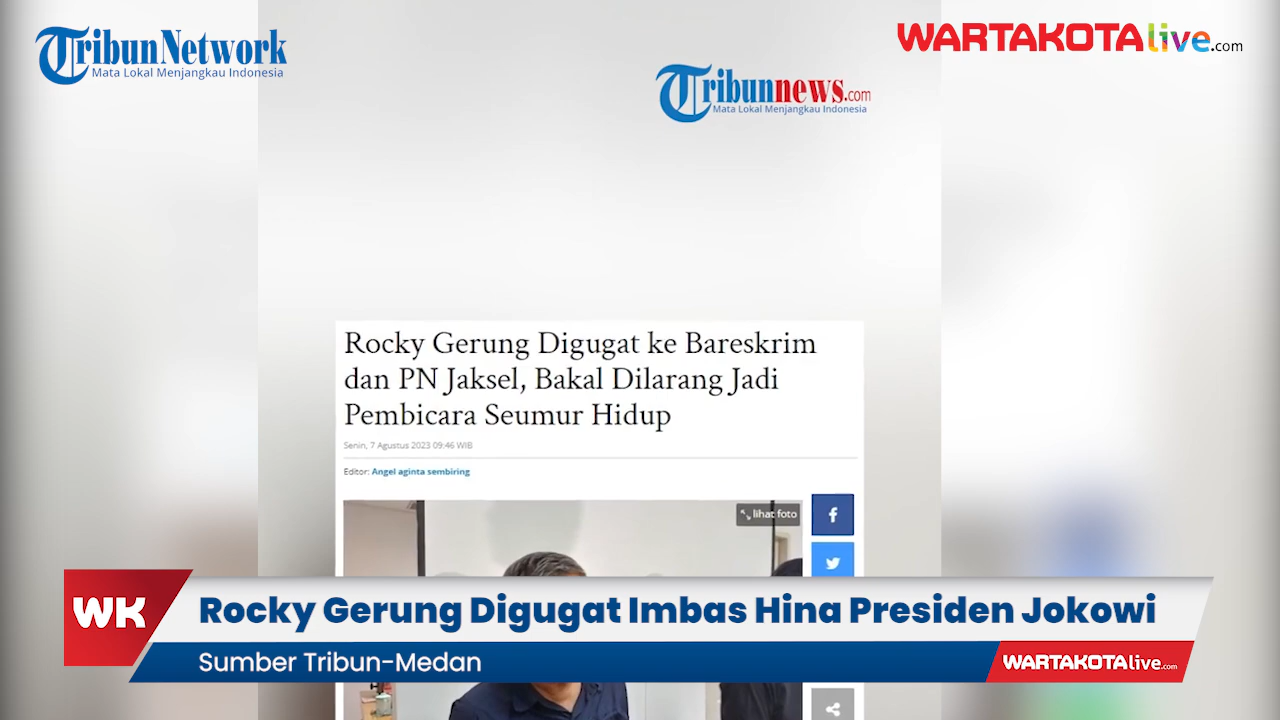 Tribun Network
Mata Lokal Menjangkau Indonesia
WARTAKOTAlive.com
Tribunnews.com
Mata Lokal Menjangkau Indonesia
Rocky Gerung Digugat ke Bareskrim
dan PN Jaksel, Bakal Dilarang Jadi
Pembicara Seumur Hidup
Senin, 7 Agustus 2023 09:46 WIB
Editor: Angel aginta sembiring
lihat foto
f
WK
Rocky Gerung Digugat Imbas Hina Presiden Jokowi
Sumber Tribun-Medan
WARTAKOTAlive.com